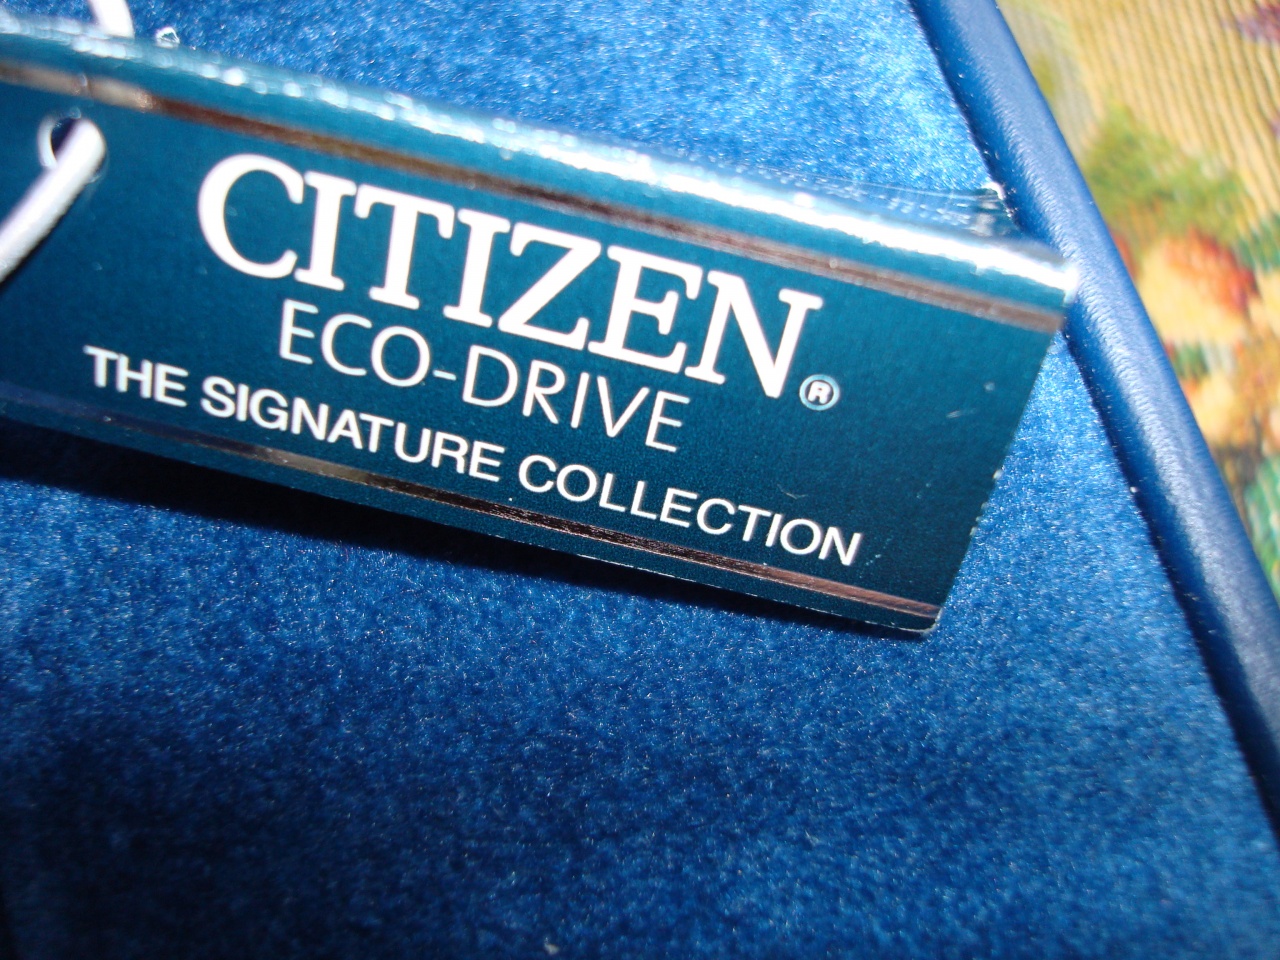 CITIZEN®
ECO-DRIVE
THE SIGNATURE COLLECTION